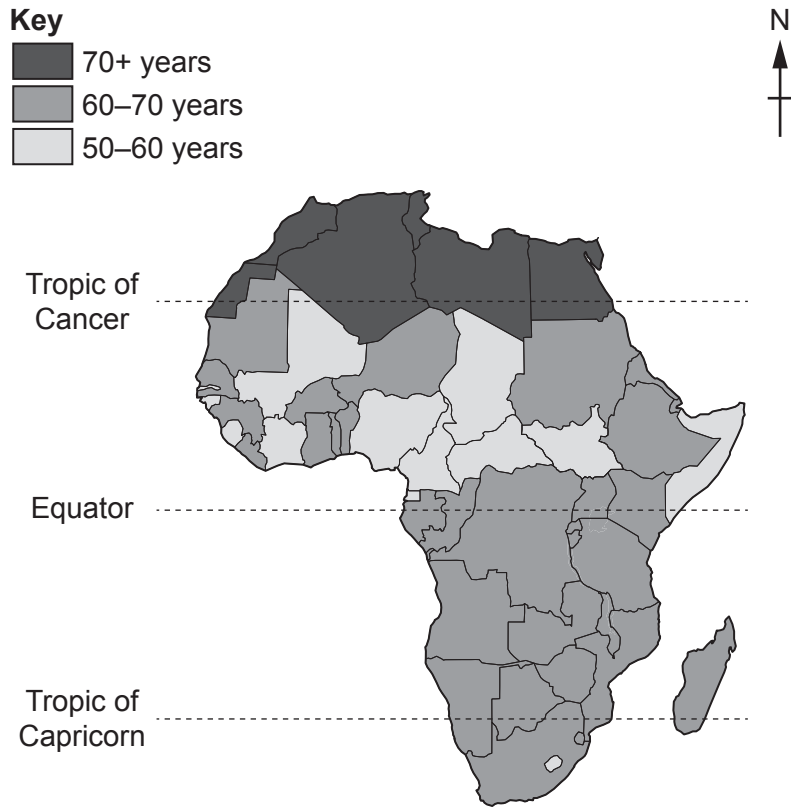 Key
70+ years
60–70 years
50–60 years
N
Tropic of
Cancer
Equator
Tropic of
Capricorn